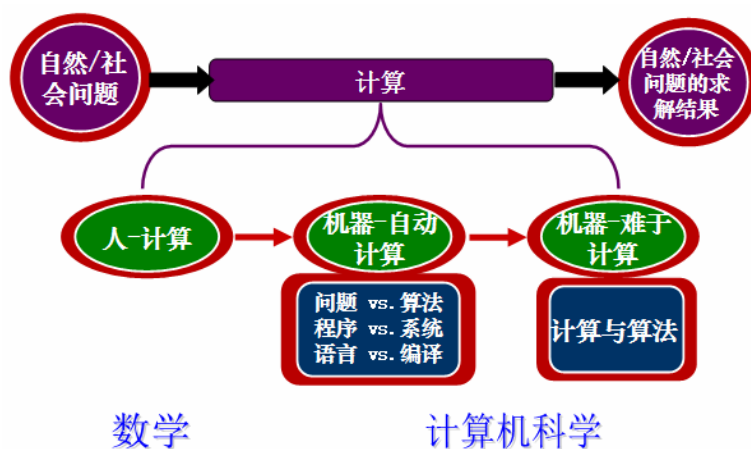 自然/社
会问题
计算
自然/社会
问题的求
解结果
人-计算
机器-自动
计算
机器-难于
计算
问题 vs. 算法
程序 vs. 系统
语言 vs. 编译
计算与算法
数学
计算机科学